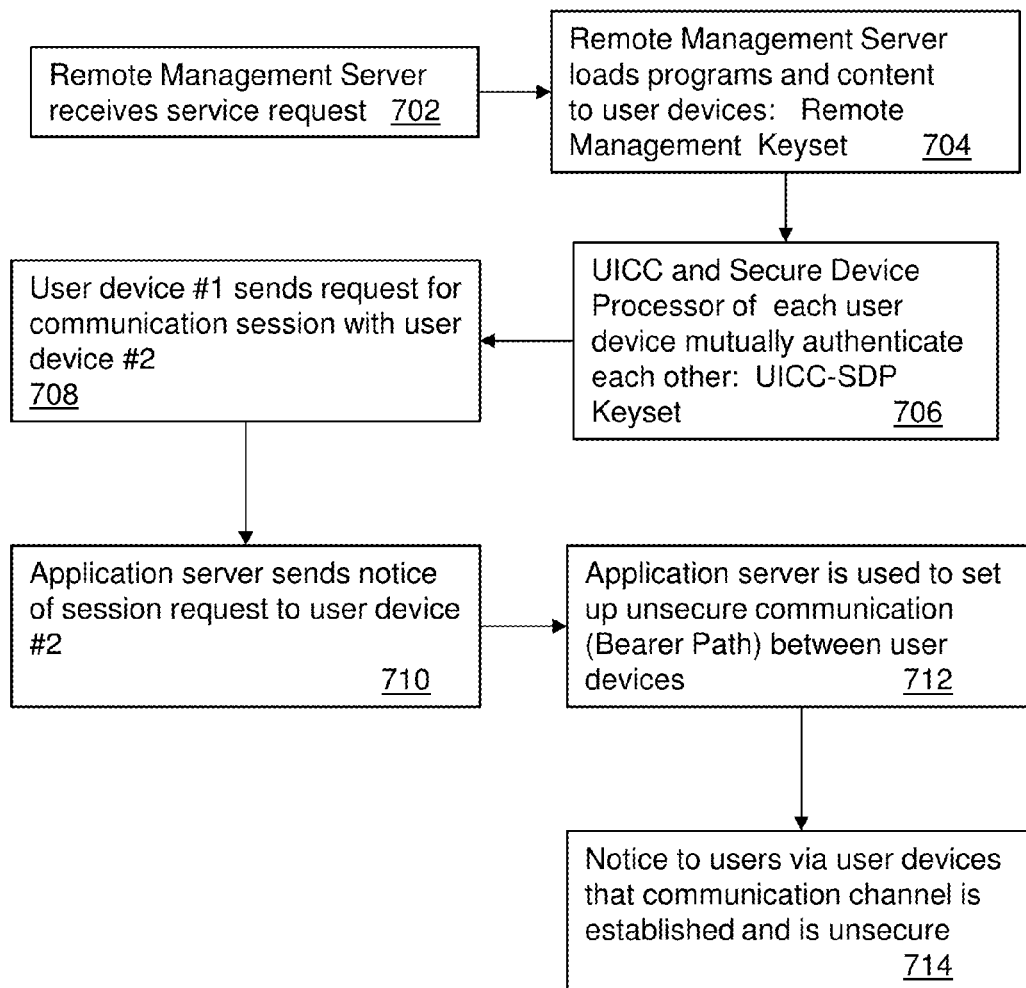 Remote Management Server
receives service request 702
Remote Management Server
loads programs and content
to user devices: Remote
Management Keyset 704
UICC and Secure Device
Processor of each user
device mutually authenticate
each other: UICC-SDP
Keyset 706
User device #1 sends request for
communication session with user
device #2
708
Application server sends notice
of session request to user device
#2
710
Application server is used to set
up unsecure communication
(Bearer Path) between user
devices 712
Notice to users via user devices
that communication channel is
established and is unsecure
714